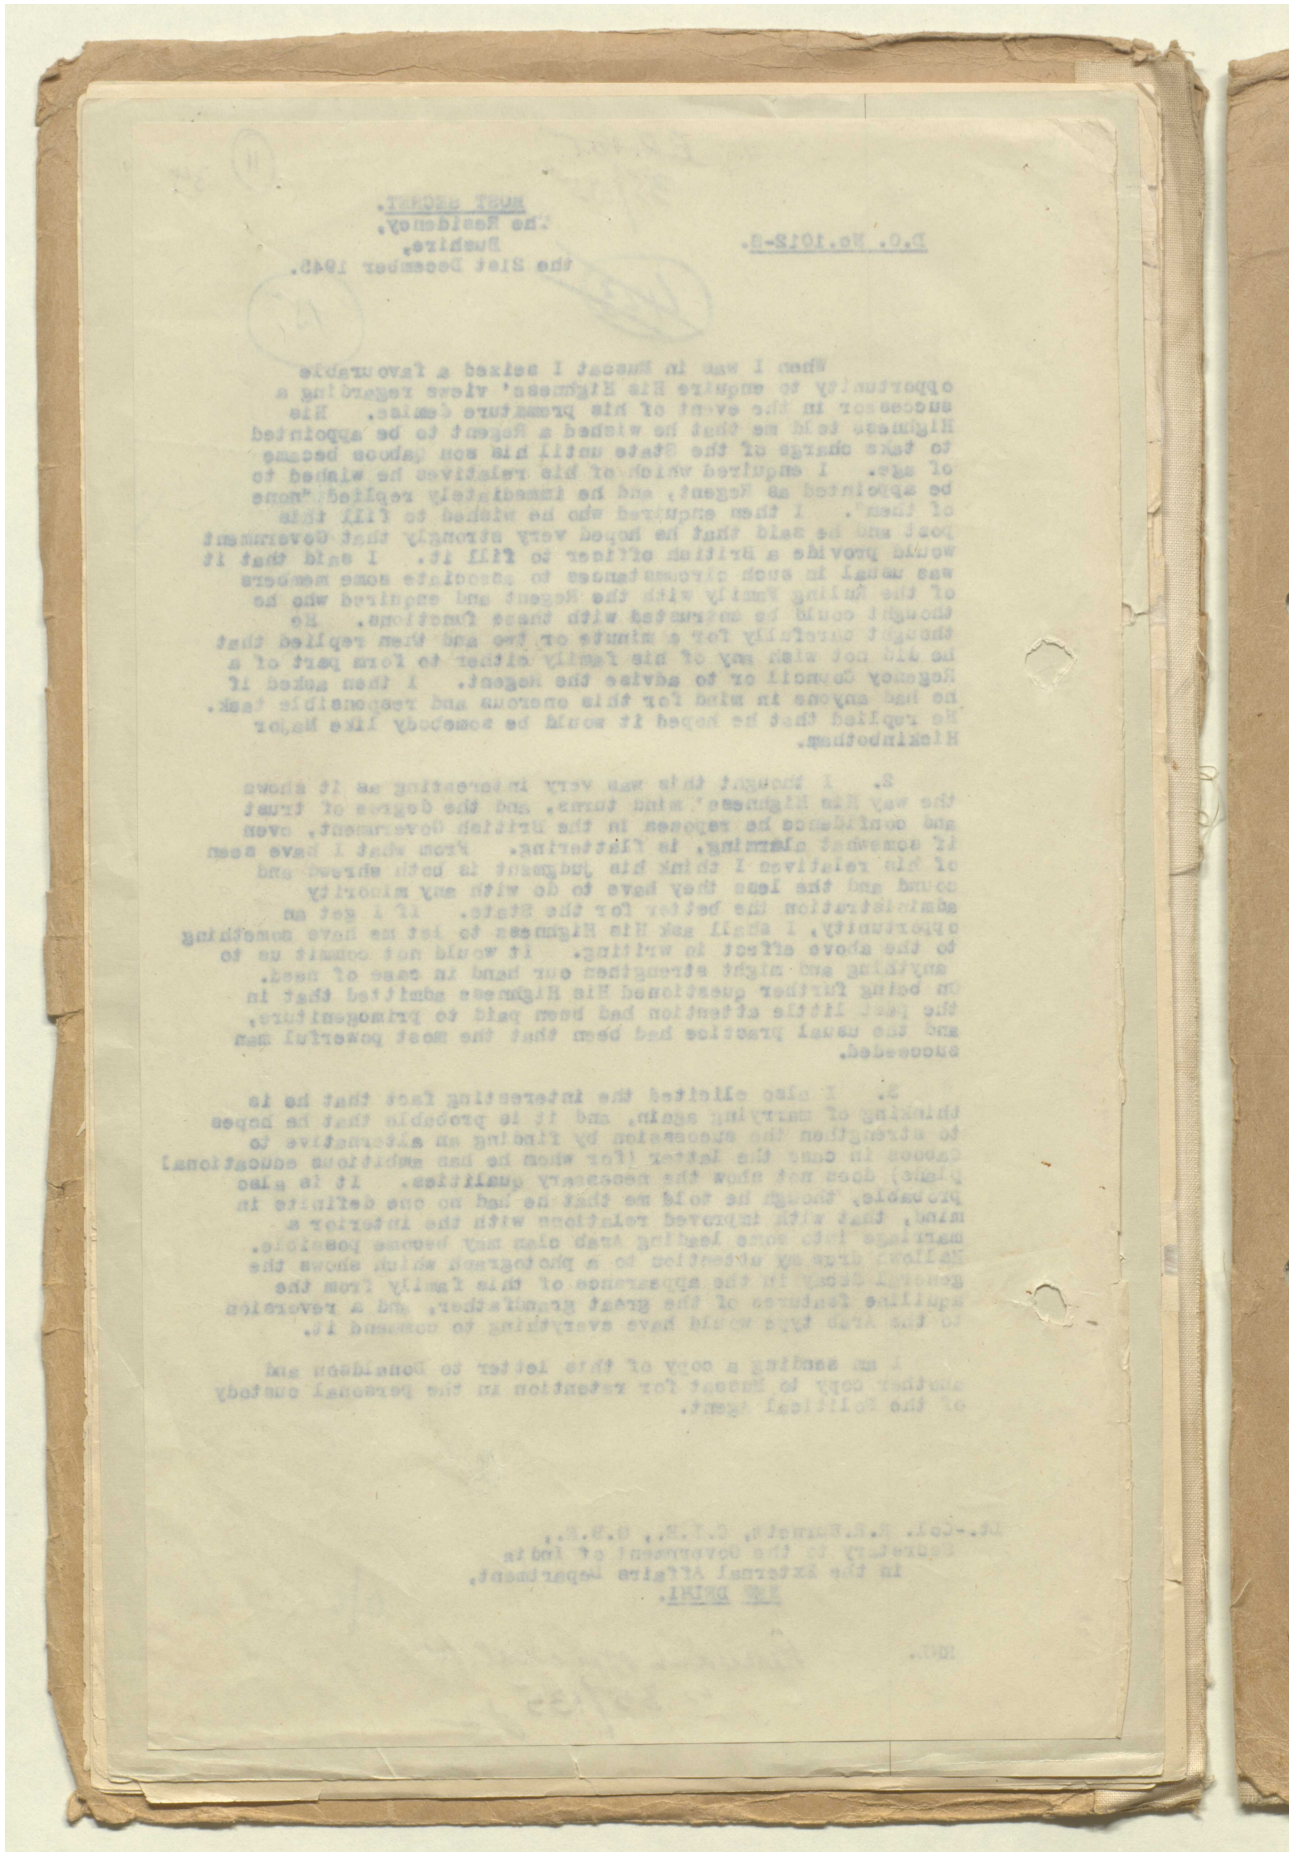 MOST SECRET.
The Residency,
D.O. No.1012-S.
Bushire,
the 21st December 1945.
When I was in Muscat I seized a favourable
opportunity to enquire His Highness' views regarding a
successor in the event of his premature demise. His
Highness told me that he wished a Regent to be appointed
to take charge of the State until his son Qaboos became
of age. I enquired which of his relatives he wished to
be appointed as Regent, and he immediately replied "none
of them". I then enquired who he wished to fill this
post and he said that he hoped very strongly that Government
would provide a British officer to fill it. I said that it
was usual in such circumstances to associate some members
of the Ruling Family with the Regent and enquired who he
thought could be entrusted with these functions. He
thought carefully for a minute or two and then replied that
he did not wish any of his family either to form part of a
Regency Council or to advise the Regent. I then asked if
he had anyone in mind for this onerous and responsible task.
He replied that he hoped it would be somebody like Major
Hickinbotham.
2. I thought this was very interesting as it shows
the way His Highness' mind turns, and the degree of trust
and confidence he reposes in the British Government, even
if somewhat alarming, is flattering. From what I have seen
of his relatives I think his judgment is both shrewd and
sound and the less they have to do with any minority
administration the better for the State. If I get an
opportunity, I shall ask His Highness to let me have something
to the above effect in writing. It would not commit us to
anything and might strengthen our hand in case of need.
On being further questioned His Highness admitted that in
the past little attention had been paid to primogeniture,
and the usual practice had been that the most powerful man
succeeded.
3. I also elicited the interesting fact that he is
thinking of marrying again, and it is probable that he hopes
to strengthen the succession by finding an alternative to
Qaboos in case the latter (for whom he has ambitious educational
plans) does not show the necessary qualities. It is also
probable, though he told me that he had no one definite in
mind, that with improved relations with the interior a
marriage into some leading Arab clan may become possible.
Hallows drew my attention to a photograph which shows the
general decay in the appearance of this family from the
aquiline features of the great grandfather, and a reversion
to the Arab type would have everything to commend it.
I am sending a copy of this letter to Donaldson and
another copy to Muscat for retention in the personal custody
of the Political Agent.
Lt.-Col. C.I.E., O.B.E.,
Secretary to the Government of India
in the External Affairs Department,
NEW DELHI.